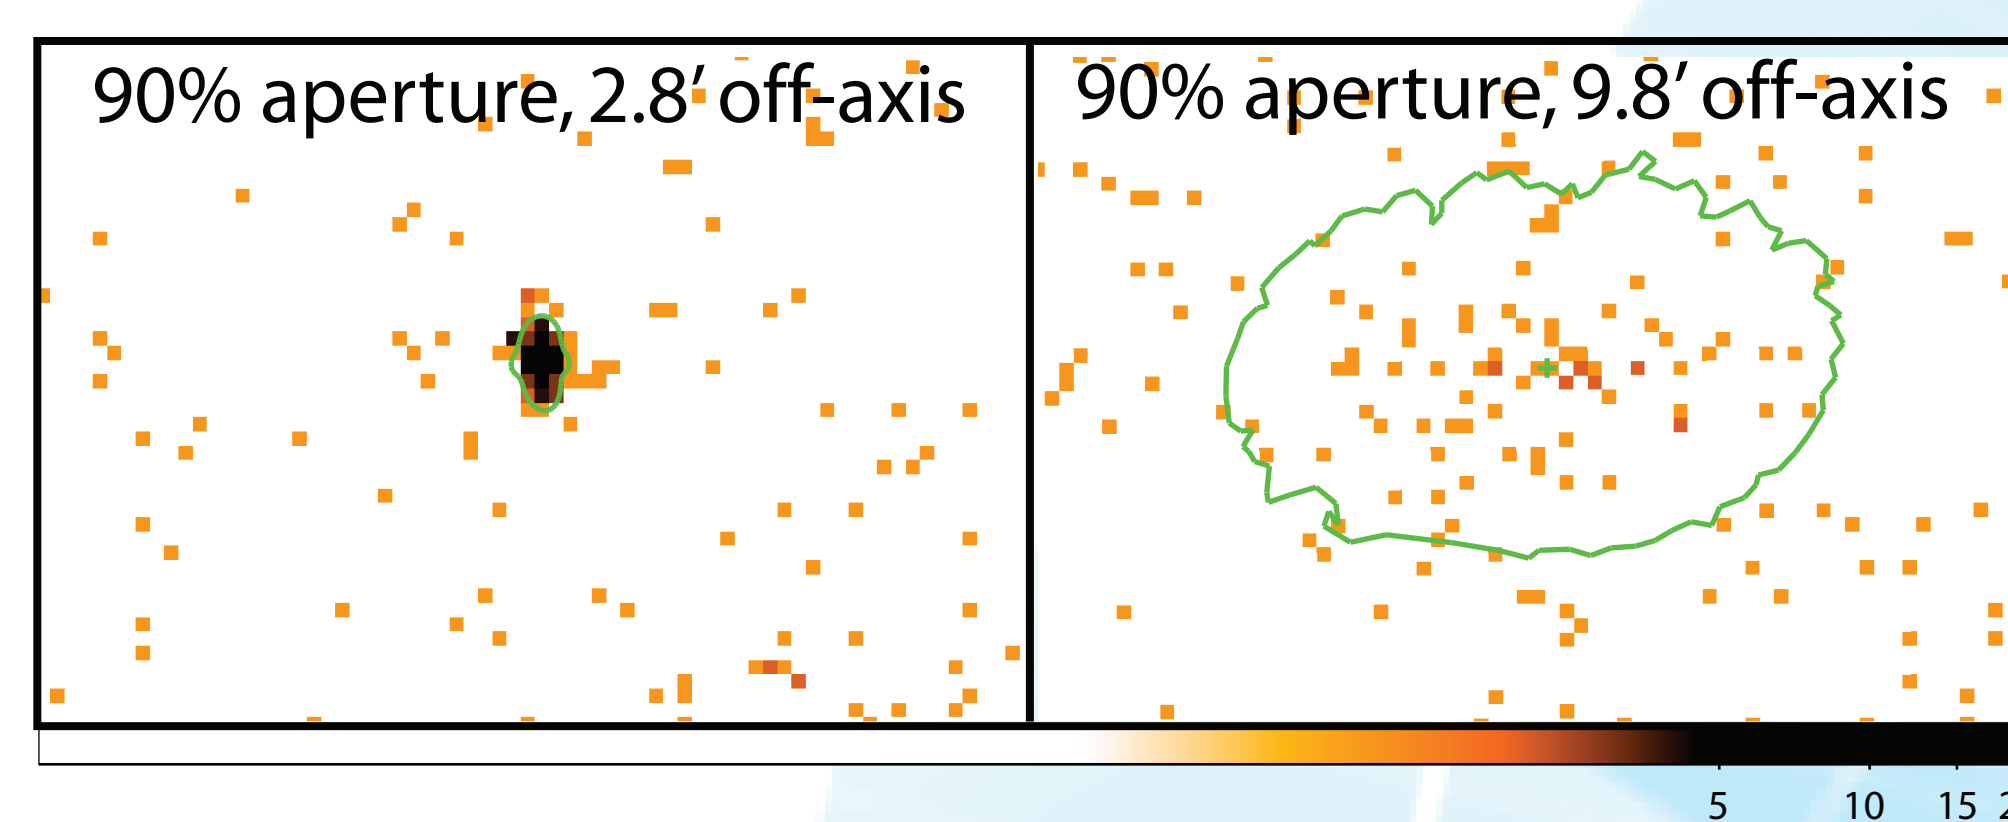 90% aperture, 2.8′ off-axis
90% aperture, 9.8′ off-axis
5 10 15